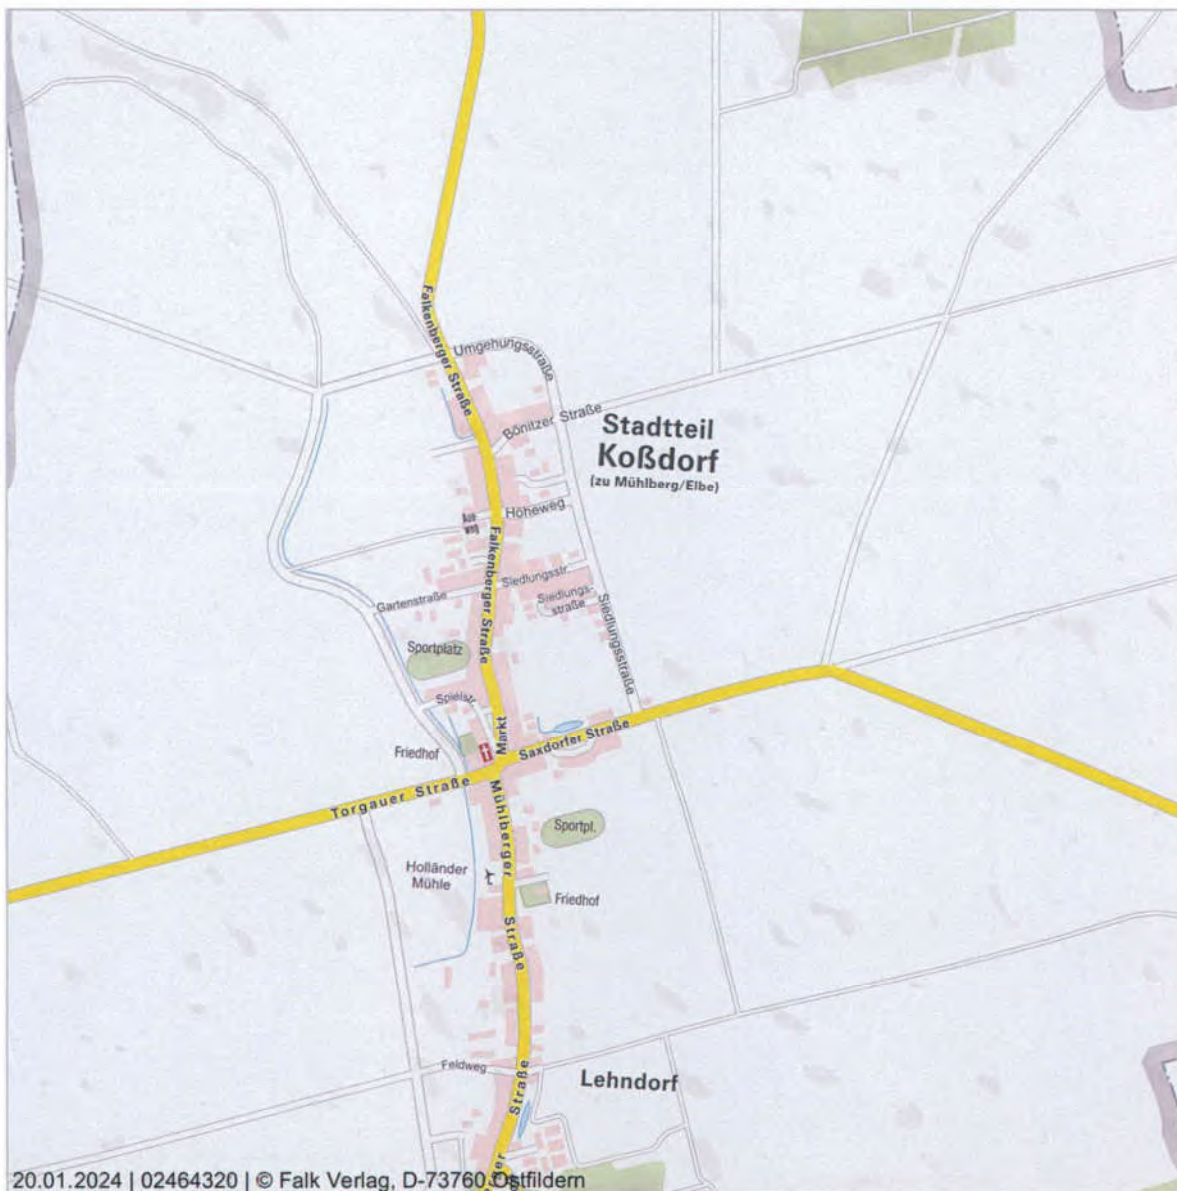 Falkenberger Straße
Umgehungsstraße
Bönitzer Straße
Stadtteil
Koßdorf
(zu Mühlberg/Elbe)
Höheweg
Falkenberger Straße
Siedlungsstr.
Gartenstraße
Siedlungs-
straße
Siedlungsstraße
Sportplatz
Spielstr.
Markt
Friedhof
Saxdorfer Straße
Torgauer Straße
Mühlberger Straße
Sportpl.
Holländer
Mühle
Friedhof
Feldweg
Straße
Lehndorf
20.01.2024 | 02464320 | © Falk Verlag, D-73760 Ostfildern